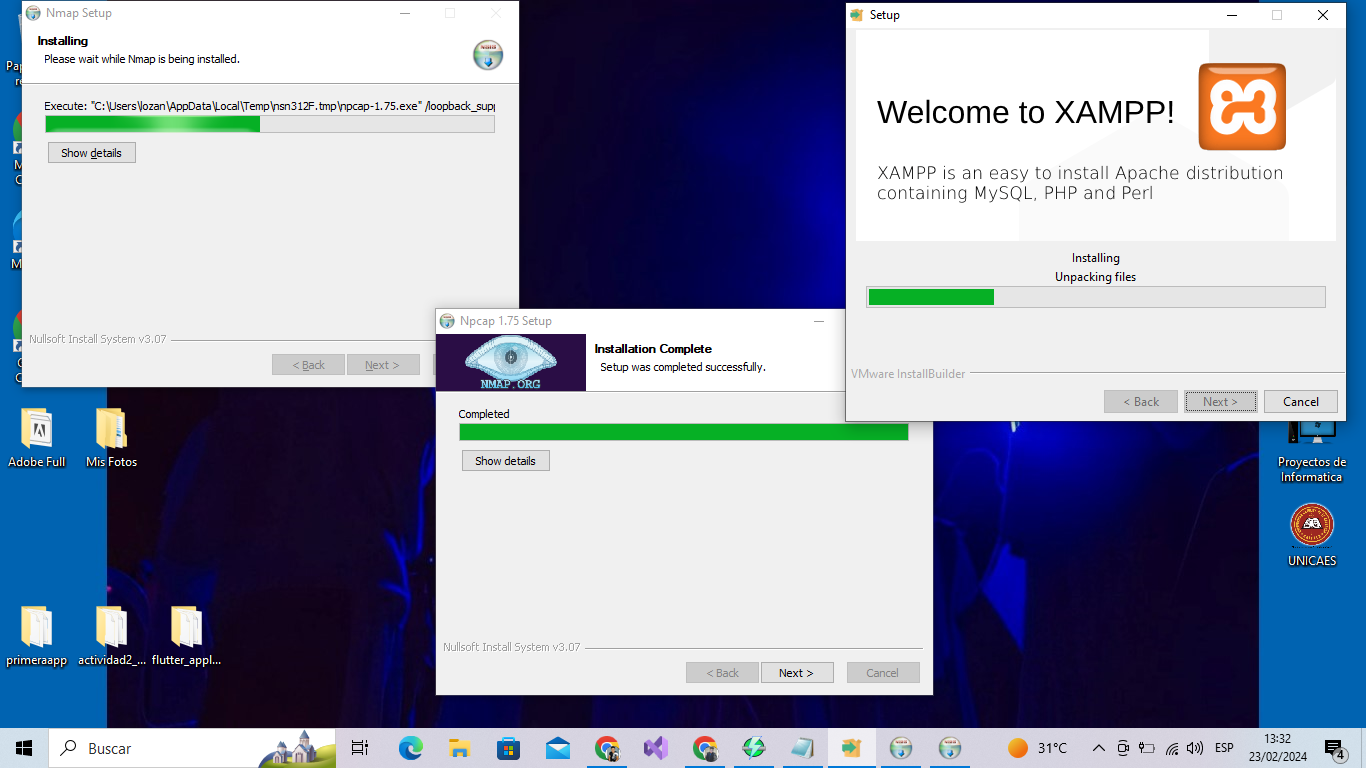 Nmap Setup
Installing
Please wait while Nmap is being installed.
Execute: "C:\Users\lozan\AppData\Local\Temp\nsn312F.tmp\npcap-1.75.exe" /loopback_supp
Show details
Nullsoft Install System v3.07
< Back
Next >
Setup
Welcome to XAMPP!
XAMPP is an easy to install Apache distribution
containing MySQL, PHP and Perl
Installing
Unpacking files
VMware InstallBuilder
< Back
Next >
Cancel
Npcap 1.75 Setup
NMAP.ORG
Installation Complete
Setup was completed successfully.
Completed
Show details
Nullsoft Install System v3.07
< Back
Next >
Cancel
Adobe Full
Mis Fotos
Proyectos de
Informatica
UNICAES
primeraapp
actividad2_...
flutter_appl...
Buscar
31°C
ESP
13:32
23/02/2024
4